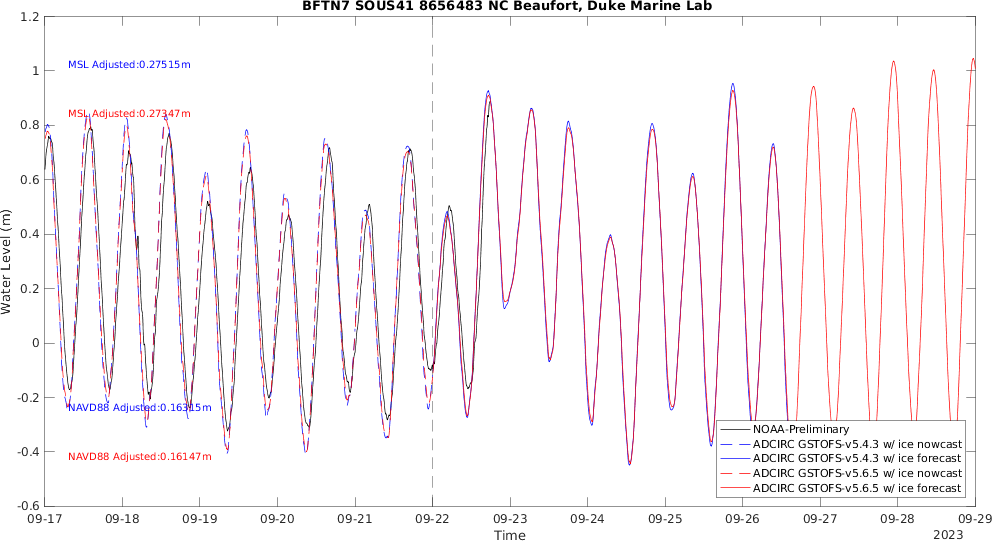 BFTN7 SOUS41 8656483 NC Beaufort, Duke Marine Lab
1.2
1
0.8
0.6
0.4
0.2
0
-0.2
-0.4
-0.6
Water Level (m)
MSL Adjusted:0.27515m
MSL Adjusted:0.27347m
NAVD88 Adjusted:0.16315m
NAVD88 Adjusted:0.16147m
NOAA-Preliminary
ADCIRC GSTOFS-v5.4.3 w/ ice nowcast
ADCIRC GSTOFS-v5.4.3 w/ ice forecast
ADCIRC GSTOFS-v5.6.5 w/ ice nowcast
ADCIRC GSTOFS-v5.6.5 w/ ice forecast
09-17 09-18 09-19 09-20 09-21 09-22 09-23 09-24 09-25 09-26 09-27 09-28 09-29
Time
2023